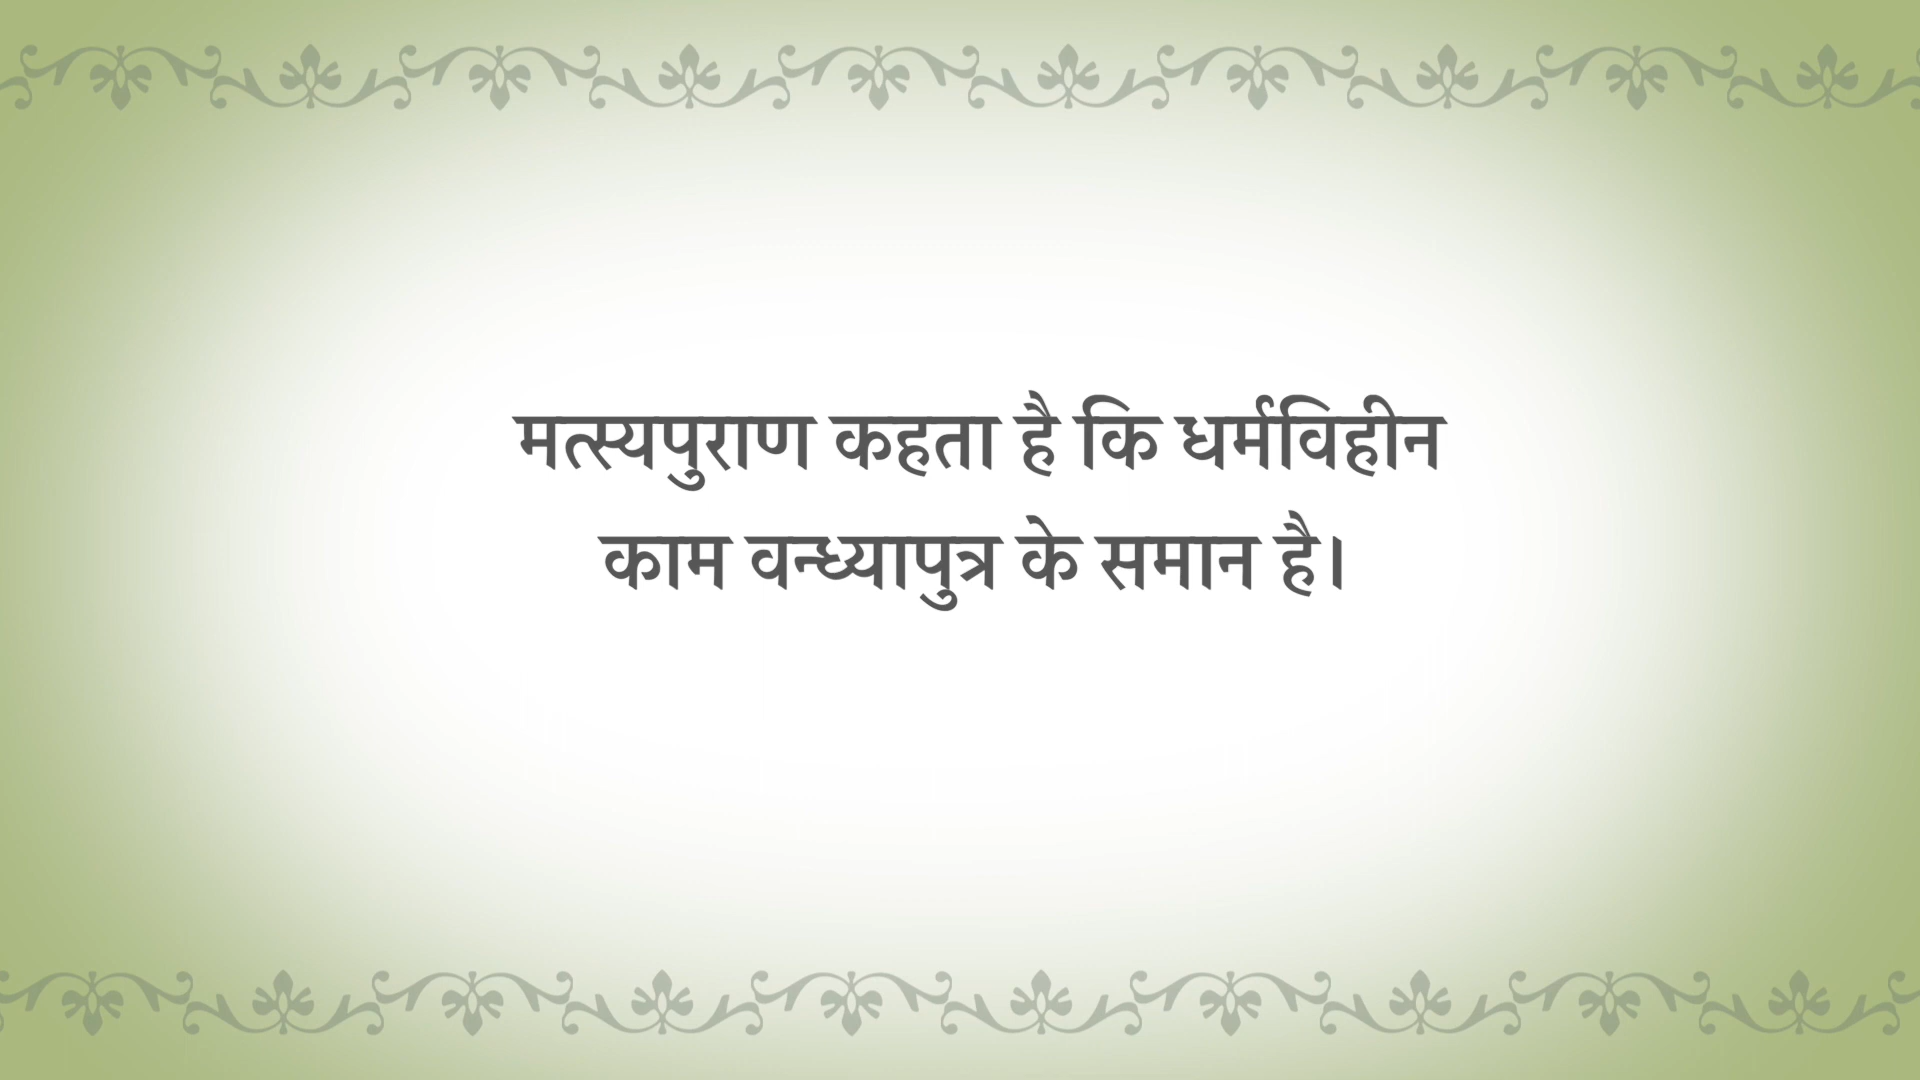 मत्स्यपुराण कहता है कि धर्मविहीन
काम वन्ध्यापुत्र के समान है।